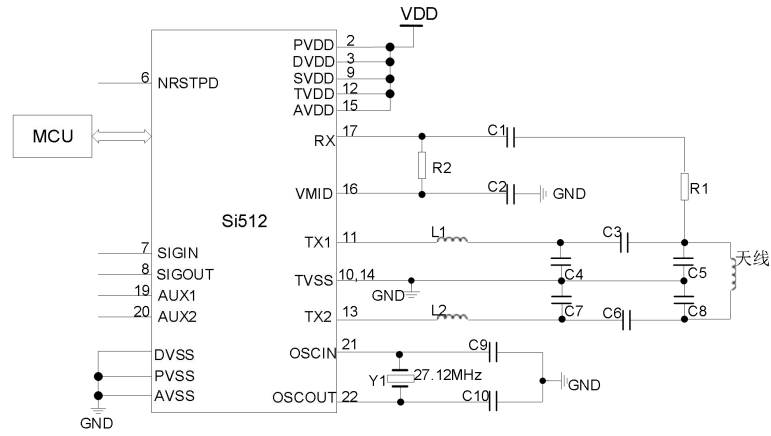 VDD
PVDD 2
DVDD 3
6 NRSTPD
SVDD 9
TVDD 12
AVDD 15
MCU
RX 17
C1
R2
VMID 16
C2
GND
R1
Si512
TX1 11
L1
C3
7 SIGIN
天线
8 SIGOUT
TVSS 10,14
GND
C4
C5
19 AUX1
20 AUX2
TX2 13
L2
C7
C6
C8
DVSS
OSCIN 21
C9
PVSS
Y1
27.12MHz
GND
AVSS
OSCOUT 22
C10
GND